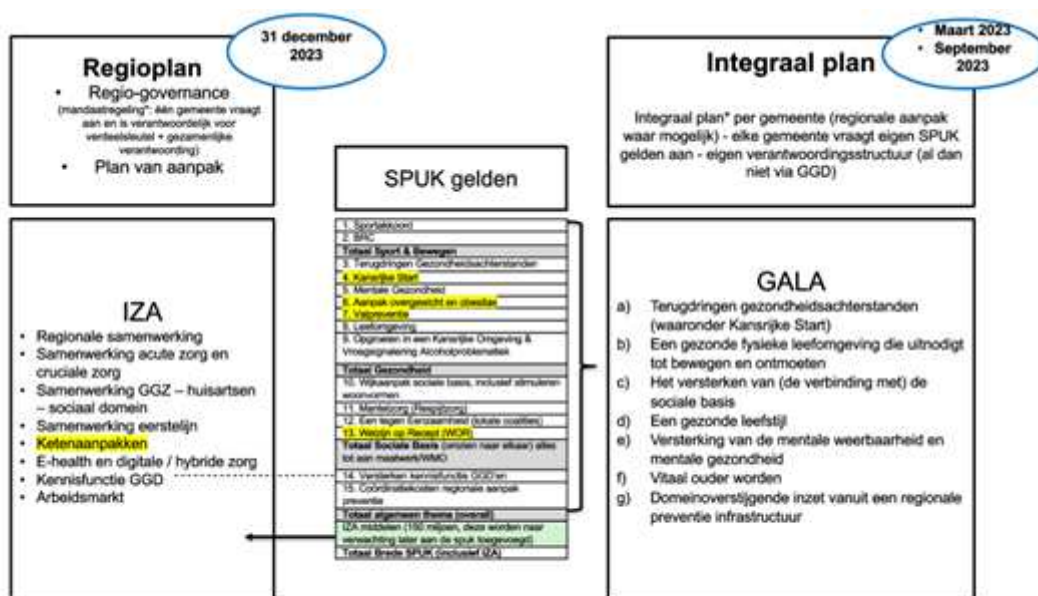 31 december
2023
Regioplan
• Regio-governance
(mandaatregeling*: één gemeente vraagt
aan en is verantwoordelijk voor
verdeelsleutel + gezamenlijke
verantwoording)
• Plan van aanpak
• Maart 2023
• September
2023
Integraal plan
Integraal plan* per gemeente (regionale aanpak
waar mogelijk) - elke gemeente vraagt eigen SPUK
gelden aan - eigen verantwoordingsstructuur (al dan
niet via GGD)
SPUK gelden
1. Sportakkoord
2. BRC
Totaal Sport & Bewegen
3. Terugdringen Gezondheidsachterstanden
4. Kansrijke Start
5. Mentale Gezondheid
6. Aanpak overgewicht en obesitas
7. Valpreventie
8. Leefomgeving
9. Opgroeien in een Kansrijke Omgeving &
Vroegsignalering Alcoholproblematiek
Totaal Gezondheid
10. Wijkaanpak sociale basis, inclusief stimuleren
woonvormen
11. Mantelzorg (Respijtzorg)
12. Een tegen Eenzaamheid (lokale coalities)
13. Welzijn op Recept (WOR)
Totaal Sociale Basis (omzien naar elkaar) alles
tot aan maatwerk/WMO
14. Versterken kennisfunctie GGD'en
15. Coördinatiekosten regionale aanpak
preventie
Totaal algemeen thema (overall)
IZA middelen (150 miljoen, deze worden naar
verwachting later aan de spuk toegevoegd)
Totaal Brede SPUK (inclusief IZA)
IZA
• Regionale samenwerking
• Samenwerking acute zorg en
cruciale zorg
• Samenwerking GGZ – huisartsen
– sociaal domein
• Samenwerking eerstelijn
• Ketenaanpakken
• E-health en digitale / hybride zorg
• Kennisfunctie GGD
• Arbeidsmarkt
GALA
a) Terugdringen gezondheidsachterstanden
(waaronder Kansrijke Start)
b) Een gezonde fysieke leefomgeving die uitnodigt
tot bewegen en ontmoeten
c) Het versterken van (de verbinding met) de
sociale basis
d) Een gezonde leefstijl
e) Versterking van de mentale weerbaarheid en
mentale gezondheid
f) Vitaal ouder worden
g) Domeinoverstijgende inzet vanuit een regionale
preventie infrastructuur